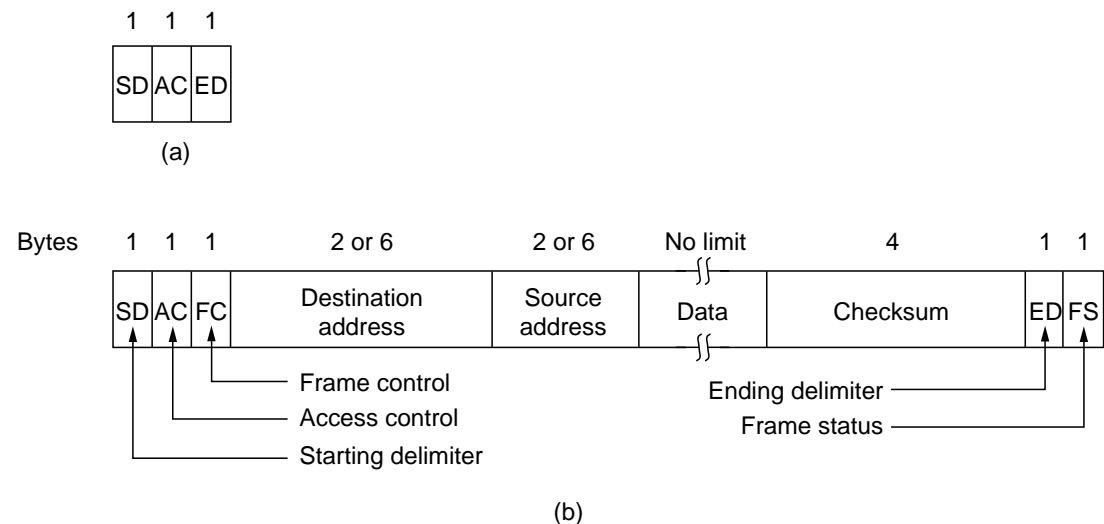 1 1 1
SD AC ED
(a)
Bytes 1 1 1 2 or 6 2 or 6 No limit 4 1 1
SD AC FC Destination address Source address Data Checksum ED FS
Frame control
Access control
Starting delimiter
Ending delimiter
Frame status
(b)